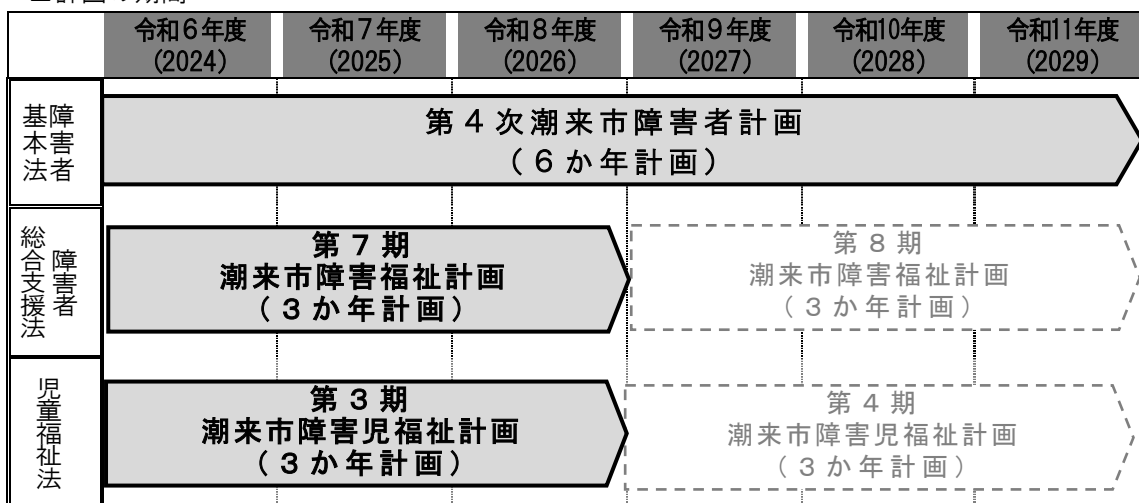 令和６年度 令和７年度 令和８年度 令和９年度 令和10年度 令和11年度
(2024) (2025) (2026) (2027) (2028) (2029)
障害者
基本法
第４次潮来市障害者計画
（６か年計画）
障害者
総合支援法
第７期
潮来市障害福祉計画
（３か年計画）
第８期
潮来市障害福祉計画
（３か年計画）
児童福祉法
第３期
潮来市障害児福祉計画
（３か年計画）
第４期
潮来市障害児福祉計画
（３か年計画）